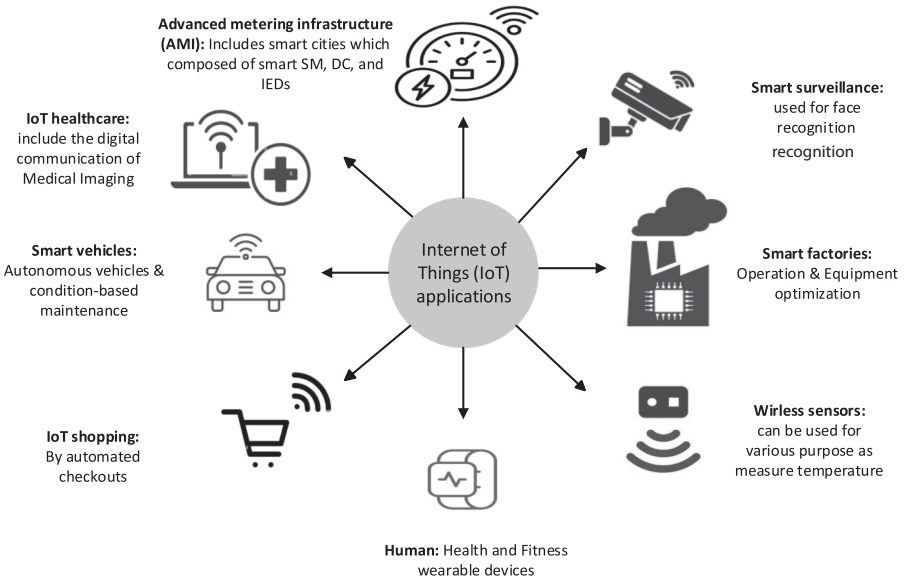 Advanced metering infrastructure
(AMI): Includes smart cities which
composed of smart SM, DC, and
IEDs
Smart surveillance:
used for face
recognition
recognition
IoT healthcare:
include the digital
communication of
Medical Imaging
Internet of
Things (IoT)
applications
Smart vehicles:
Autonomous vehicles &
condition-based
maintenance
Smart factories:
Operation & Equipment
optimization
IoT shopping:
By automated
checkouts
Wirless sensors:
can be used for
various purpose as
measure temperature
Human: Health and Fitness
wearable devices